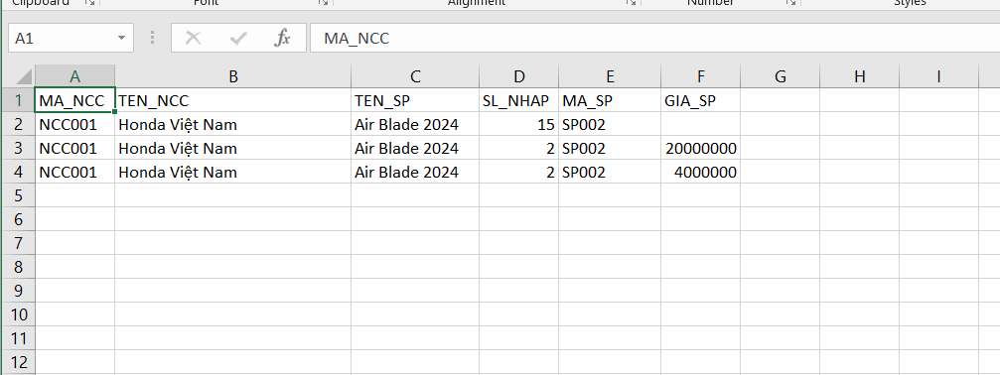 Clipboard Font Alignment Number Styles
A1 fx MA_NCC
A B C D E F G H I
1 MA_NCC TEN_NCC TEN_SP SL_NHAP MA_SP GIA_SP
2 NCC001 Honda Việt Nam Air Blade 2024 15 SP002
3 NCC001 Honda Việt Nam Air Blade 2024 2 SP002 20000000
4 NCC001 Honda Việt Nam Air Blade 2024 2 SP002 4000000
5
6
7
8
9
10
11
12